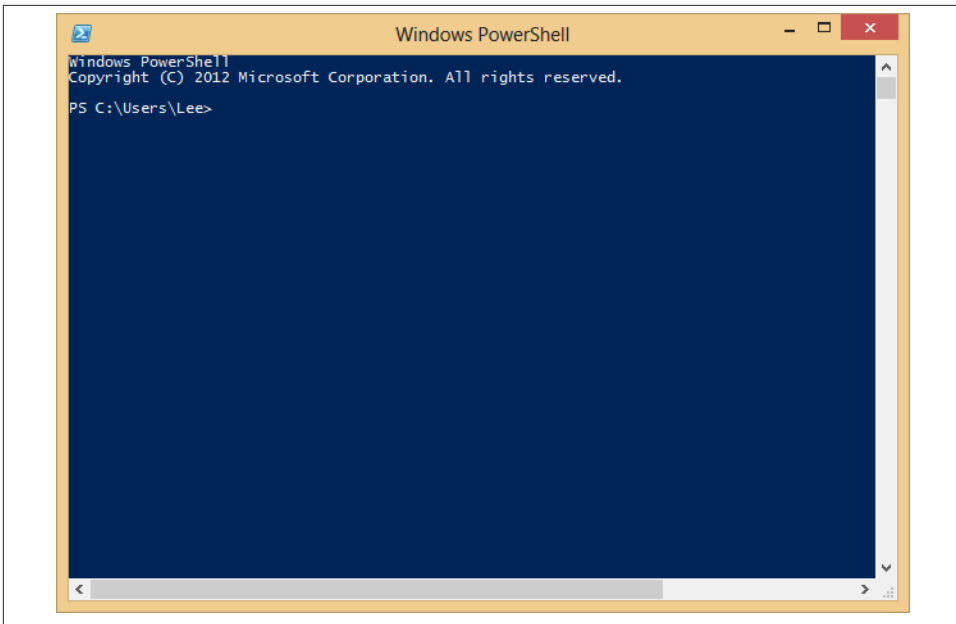 Windows PowerShell
Windows PowerShell
Copyright (C) 2012 Microsoft Corporation. All rights reserved.
PS C:\Users\Lee>